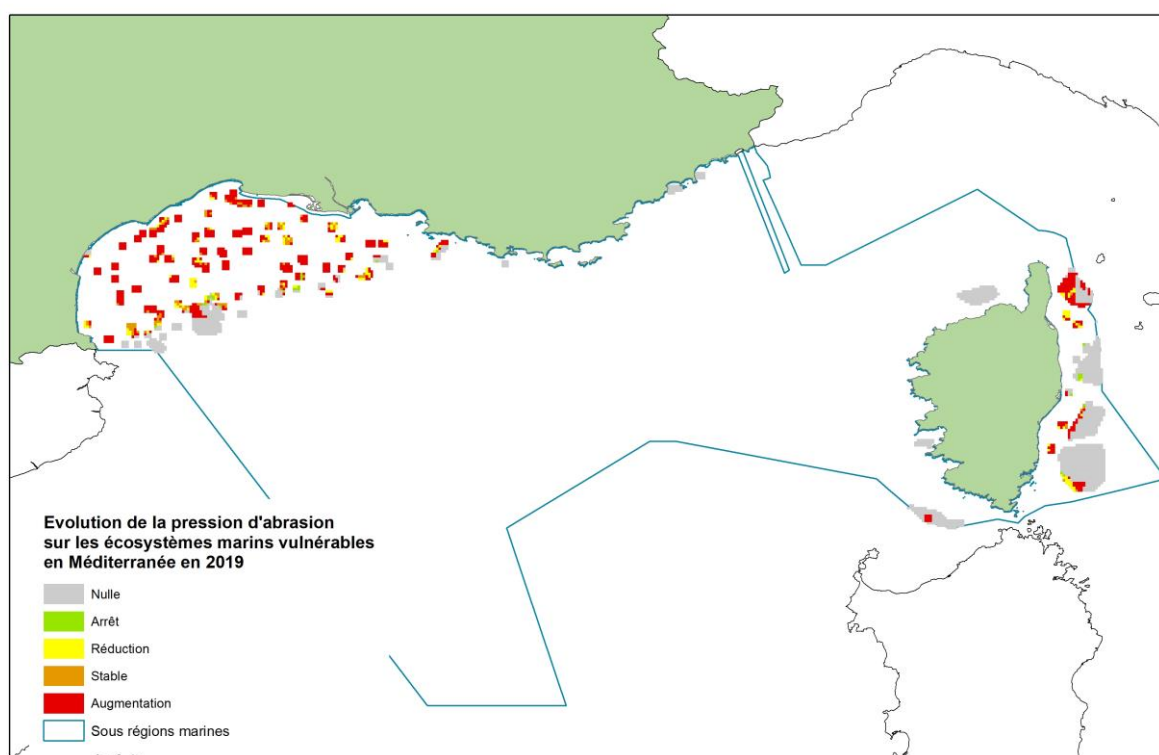 Evolution de la pression d'abrasion
sur les écosystèmes marins vulnérables
en Méditerranée en 2019
Nulle
Arrêt
Réduction
Stable
Augmentation
Sous régions marines